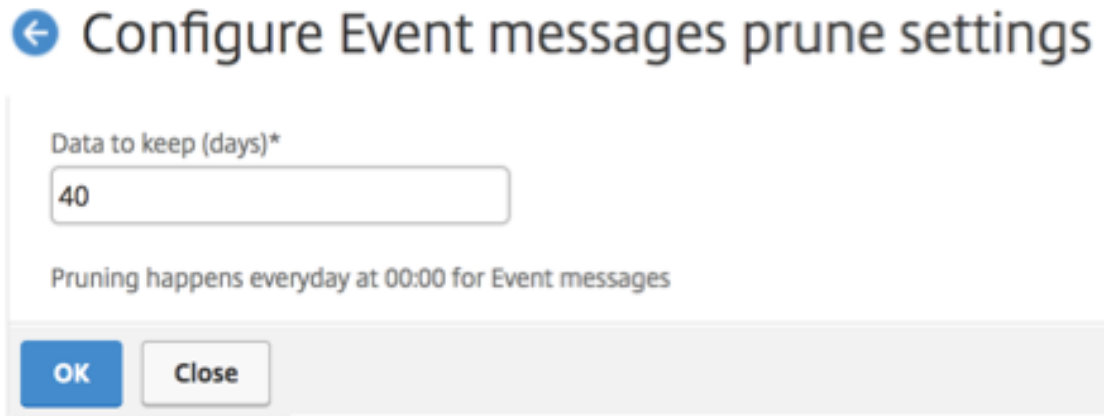 Configure Event messages prune settings
Data to keep (days)*
40
Pruning happens everyday at 00:00 for Event messages
OK Close